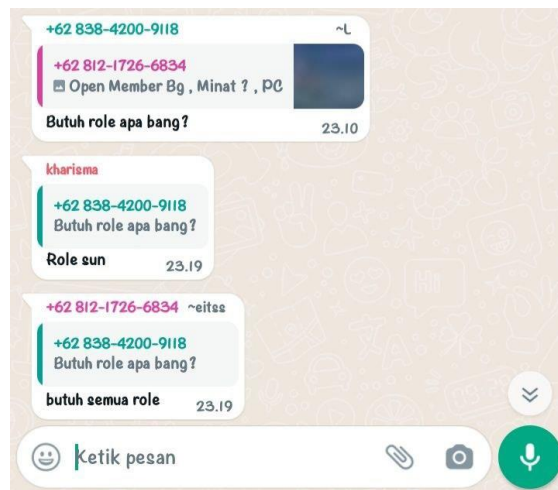 +62 838-4200-9118 ~L
+62 812-1726-6834
Open Member Bg , Minat ? , PC
Butuh role apa bang?
23.10
kharisma
+62 838-4200-9118
Butuh role apa bang?
Role sun
23.19
+62 812-1726-6834 ~eitss
+62 838-4200-9118
Butuh role apa bang?
butuh semua role
23.19
Ketik pesan